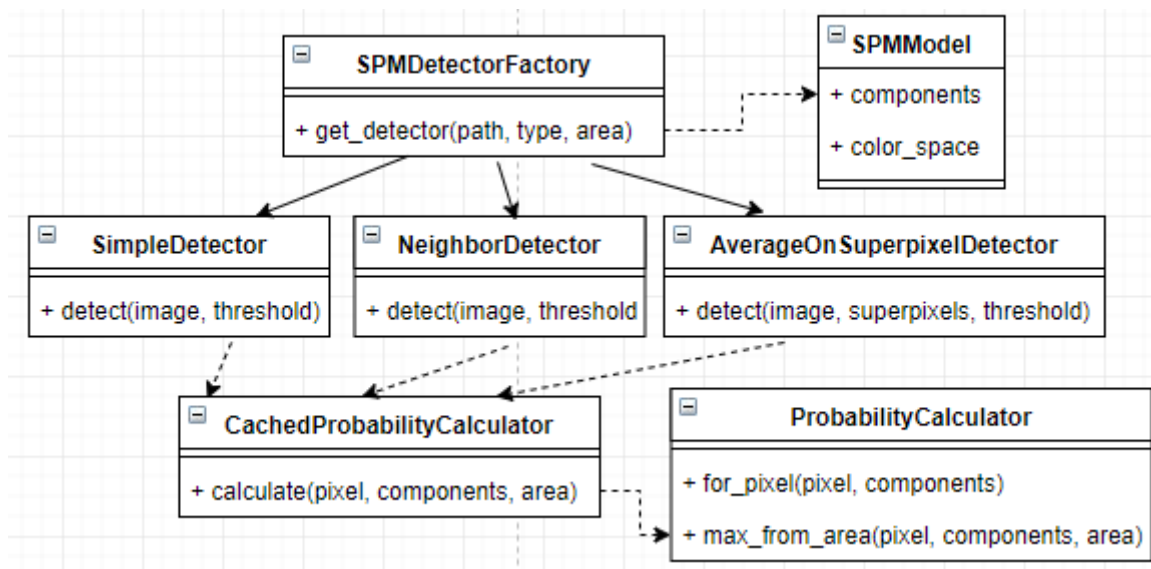 SPMDetectorFactory
+ get_detector(path, type, area)
SPMModel
+ components
+ color_space
SimpleDetector
+ detect(image, threshold)
NeighborDetector
+ detect(image, threshold
AverageOnSuperpixelDetector
+ detect(image, superpixels, threshold)
CachedProbabilityCalculator
+ calculate(pixel, components, area)
ProbabilityCalculator
+ for_pixel(pixel, components)
+ max_from_area(pixel, components, area)